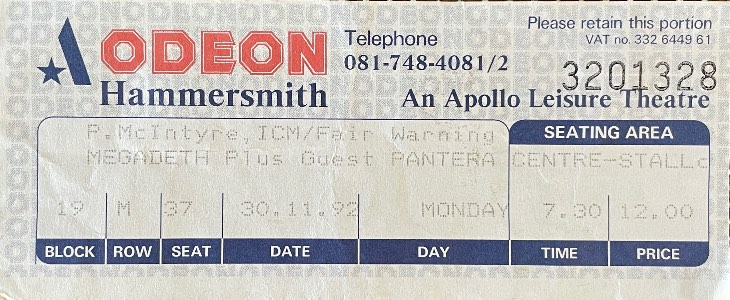 A ODEON
Hammersmith
Telephone
081-748-4081/2
Please retain this portion
VAT no. 332 6449 61
3201328
An Apollo Leisure Theatre
P.McIntyre,ICM/Fair Warning
MEGADETH Plus Guest PANTERA
SEATING AREA
CENTRE-STALLc
19 M 37 30.11.92 MONDAY 7.30 12.00
BLOCK ROW SEAT DATE DAY TIME PRICE